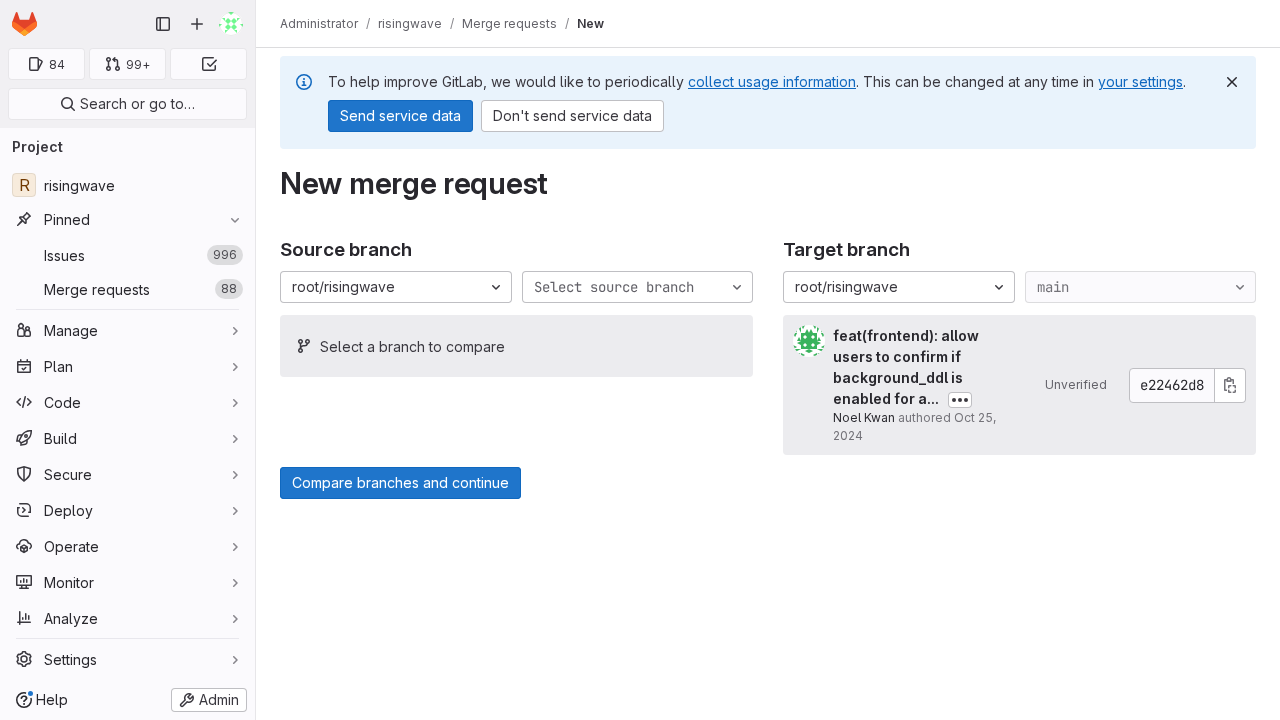 Administrator / risingwave / Merge requests / New
84
99+
Search or go to…
Project
R risingwave
Pinned
Issues 996
Merge requests 88
Manage
Plan
Code
Build
Secure
Deploy
Operate
Monitor
Analyze
Settings
Help
Admin
To help improve GitLab, we would like to periodically collect usage information. This can be changed at any time in your settings.
Send service data Don't send service data
New merge request
Source branch
root/risingwave Select source branch
Select a branch to compare
Target branch
root/risingwave main
feat(frontend): allow
users to confirm if
background_ddl is
enabled for a...
Noel Kwan authored Oct 25,
2024
Unverified
e22462d8
Compare branches and continue